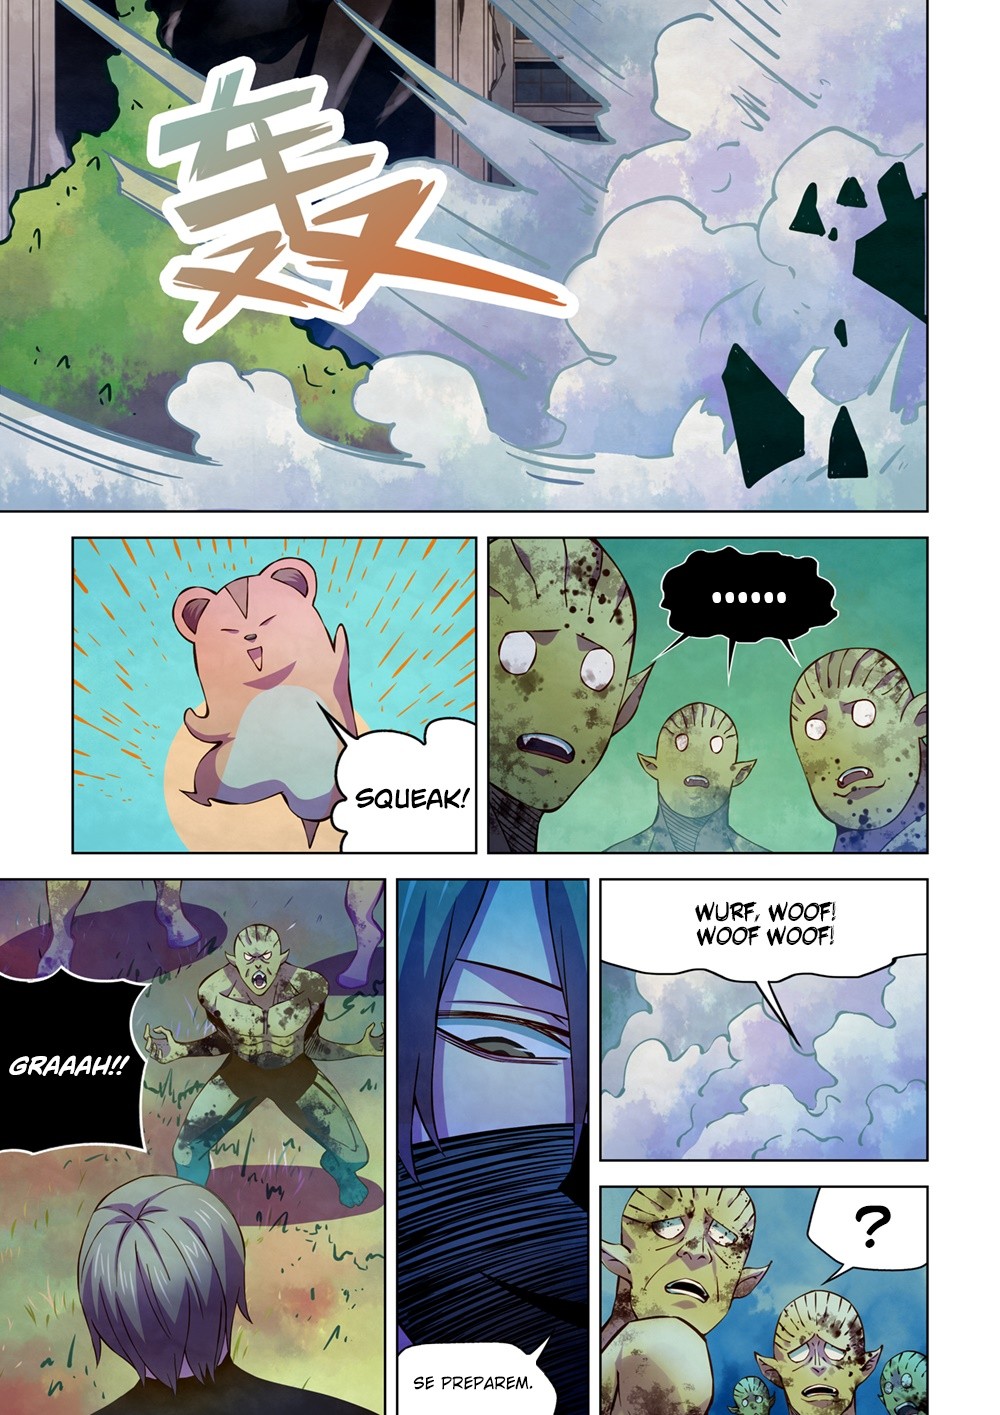 轰
SQUEAK!
......
GRAAAH!!
SE PREPAREM.
WURF, WOOF!
WOOF WOOF!
?